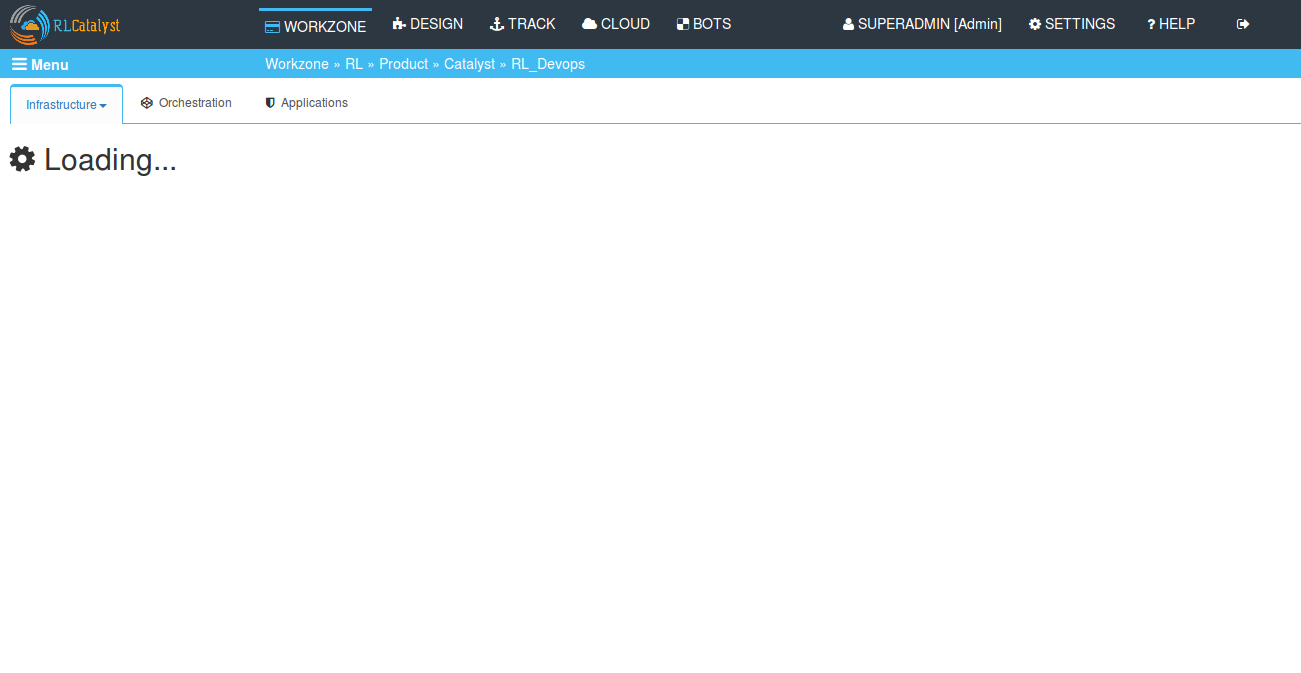 RLCatalyst WORKZONE DESIGN TRACK CLOUD BOTS SUPERADMIN [Admin] SETTINGS ? HELP
Menu Workzone » RL » Product » Catalyst » RL_Devops
Infrastructure Orchestration Applications
Loading...